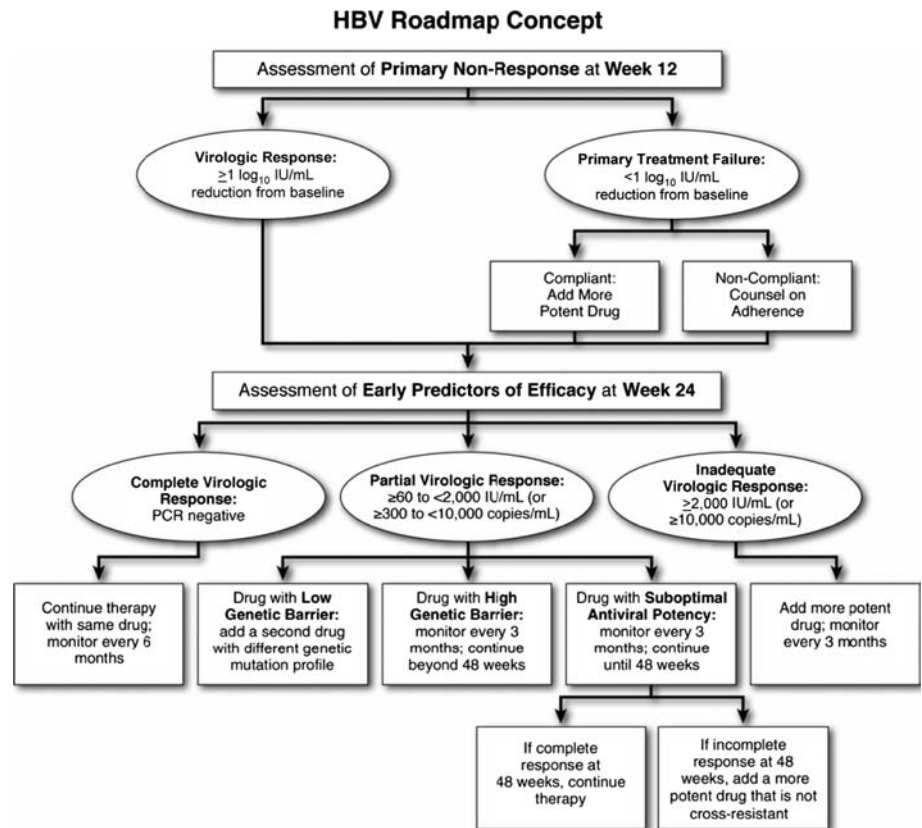 HBV Roadmap Concept
Assessment of Primary Non-Response at Week 12
Virologic Response:
≥1 log₁₀ IU/mL
reduction from baseline
Primary Treatment Failure:
<1 log₁₀ IU/mL
reduction from baseline
Compliant:
Add More
Potent Drug
Non-Compliant:
Counsel on
Adherence
Assessment of Early Predictors of Efficacy at Week 24
Complete Virologic
Response:
PCR negative
Partial Virologic Response:
≥60 to <2,000 IU/mL (or
≥300 to <10,000 copies/mL)
Inadequate
Virologic Response:
≥2,000 IU/mL (or
≥10,000 copies/mL)
Continue therapy
with same drug;
monitor every 6
months
Drug with Low
Genetic Barrier:
add a second drug
with different genetic
mutation profile
Drug with High
Genetic Barrier:
monitor every 3
months; continue
beyond 48 weeks
Drug with Suboptimal
Antiviral Potency:
monitor every 3
months; continue
until 48 weeks
Add more potent
drug; monitor
every 3 months
If complete
response at
48 weeks, continue
therapy
If incomplete
response at 48
weeks, add a more
potent drug that is not
cross-resistant